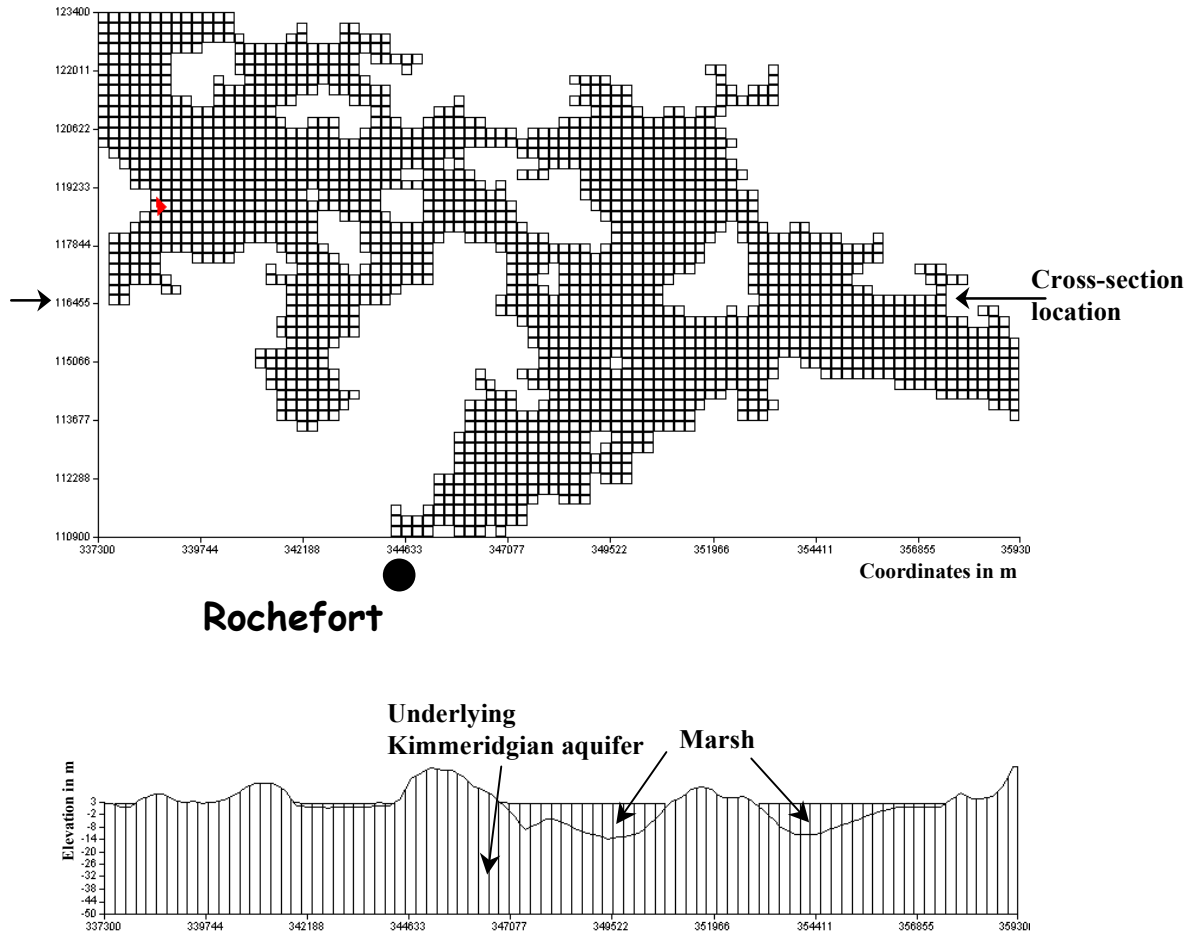 123400
122011
120622
119233
117844
116455
115066
113677
112288
110900
Cross-section
location
337300 339744 342188 344633 347077 349522 351966 354411 356855 35930
Coordinates in m
Rochefort
Underlying
Kimmeridgian aquifer
Marsh
Elevation in m
3
-2
-8
-14
-20
-26
-32
-38
-44
-50
337300 339744 342188 344633 347077 349522 351966 354411 356855 359300